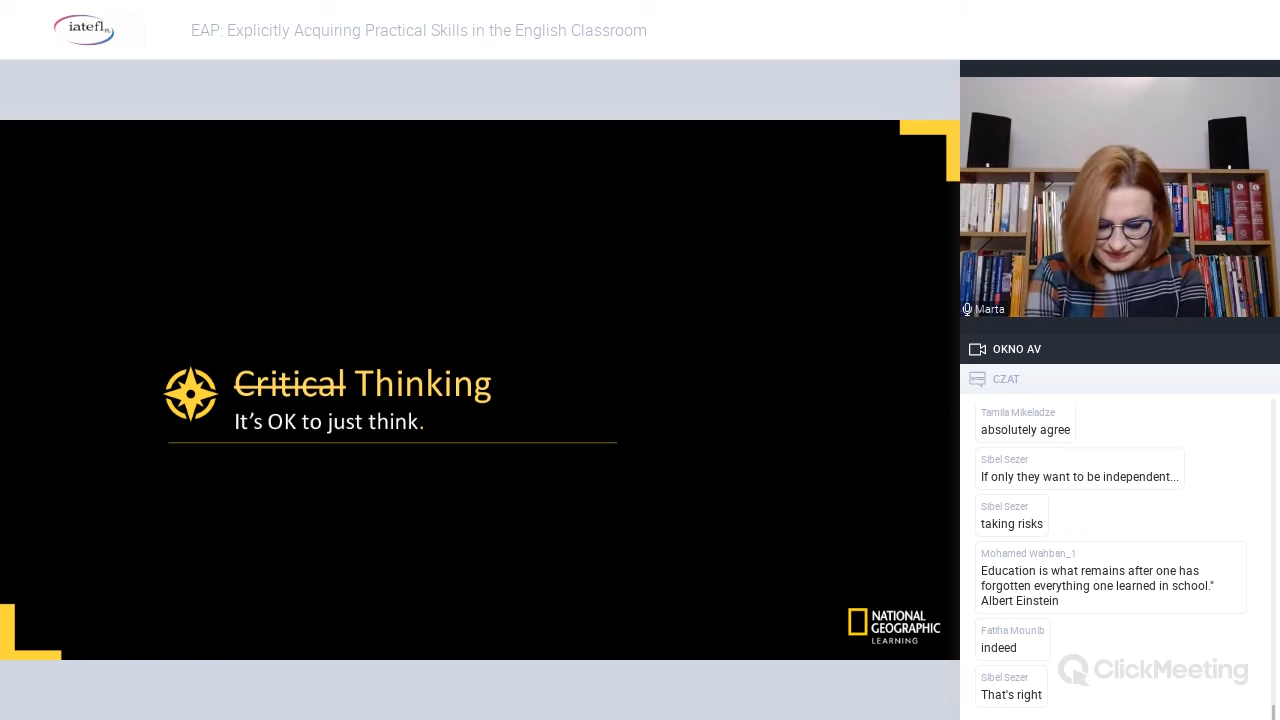 iatefl PL
EAP: Explicitly Acquiring Practical Skills in the English Classroom
Critical Thinking
It's OK to just think.
NATIONAL
GEOGRAPHIC
LEARNING
Marta
OKNO AV
CZAT
Tamila Mikeladze
absolutely agree
Sibel Sezer
If only they want to be independent...
Sibel Sezer
taking risks
Mohamed Wahban_1
Education is what remains after one has
forgotten everything one learned in school."
Albert Einstein
Fatiha Mounib
indeed
Sibel Sezer
That's right
ClickMeeting